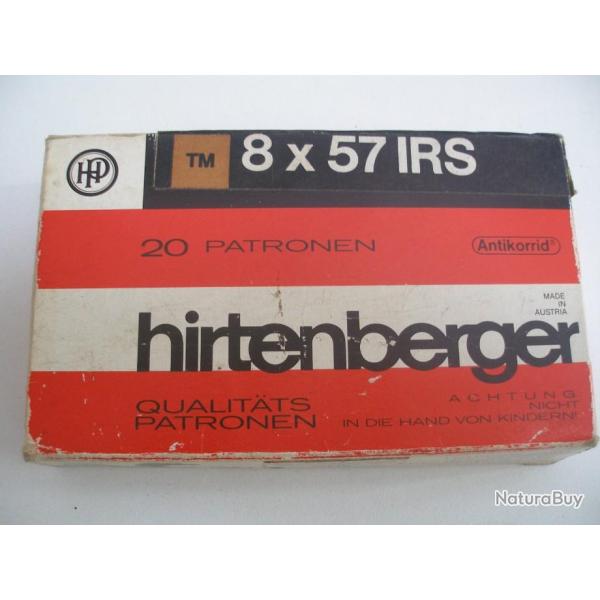 HP
TM
8 x 57 IRS
20 PATRONEN
Antikorrid®
MADE
IN
AUSTRIA
hirtenberger
QUALITÄTS
PATRONEN
ACHTUNG
NICHT
IN DIE HAND VON KINDERN!
NaturaBuy